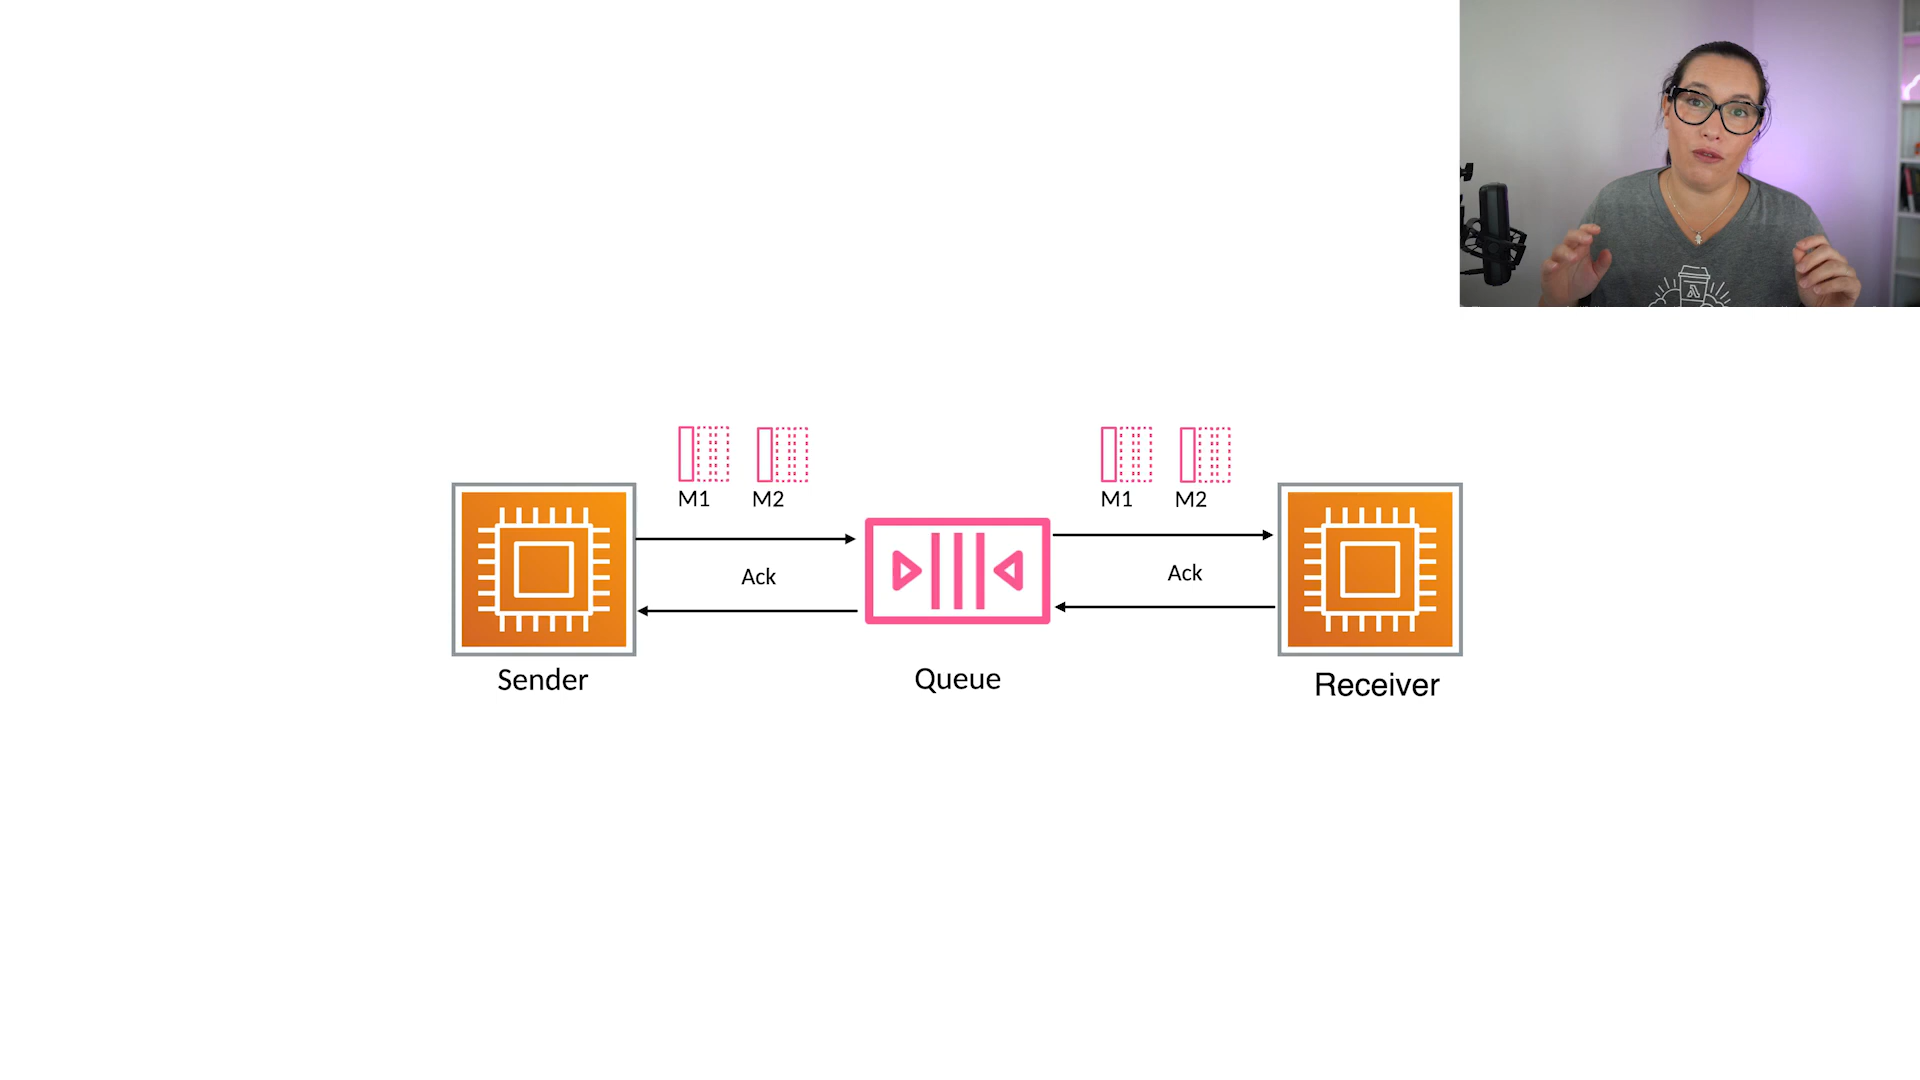 M1 M2
M1 M2
Ack
Ack
Sender
Queue
Receiver